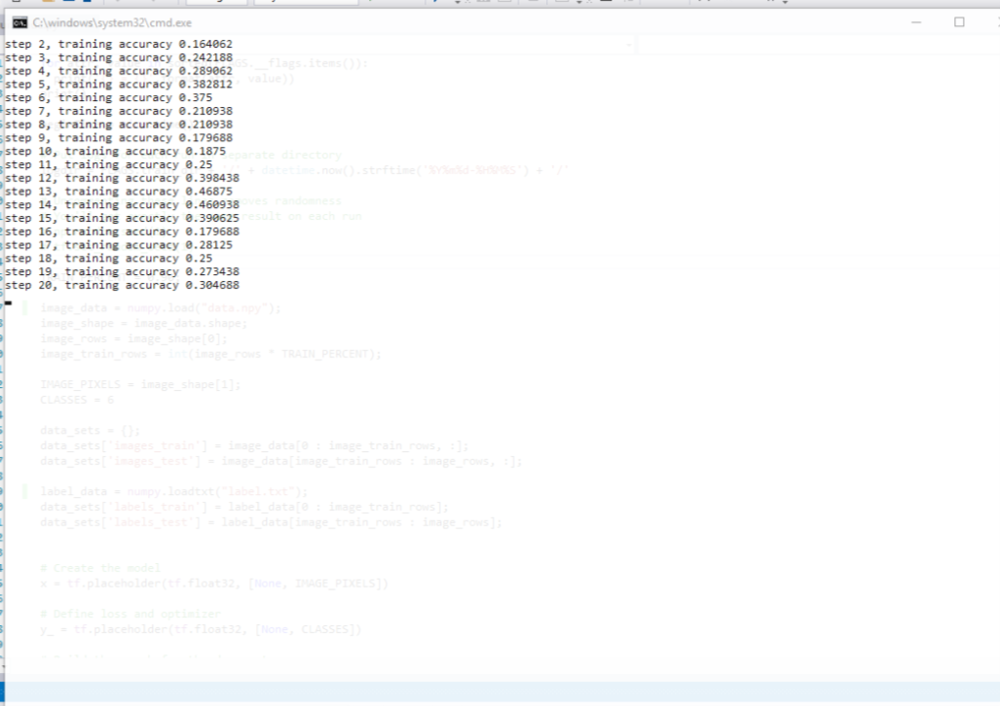 C:\windows\system32\cmd.exe
step 2, training accuracy 0.164062
step 3, training accuracy 0.242188
GS.__flags.items()):
step 4, training accuracy 0.289062
step 5, training accuracy 0.382812
, value))
step 6, training accuracy 0.375
step 7, training accuracy 0.210938
step 8, training accuracy 0.210938
step 9, training accuracy 0.179688
step 10, training accuracy 0.1875
eparate directory
step 11, training accuracy 0.25
'/' + datetime.now().strftime('%Y%m%d-%H%M%S') + '/'
step 12, training accuracy 0.398438
step 13, training accuracy 0.46875
step 14, training accuracy 0.460938
oves randomness
step 15, training accuracy 0.390625
result on each run
step 16, training accuracy 0.179688
step 17, training accuracy 0.28125
step 18, training accuracy 0.25
step 19, training accuracy 0.273438
step 20, training accuracy 0.304688
image_data = numpy.load("data.npy");
image_shape = image_data.shape;
image_rows = image_shape[0];
image_train_rows = int(image_rows * TRAIN_PERCENT);
IMAGE_PIXELS = image_shape[1];
CLASSES = 6
data_sets = {};
data_sets['images_train'] = image_data[0 : image_train_rows, :];
data_sets['images_test'] = image_data[image_train_rows : image_rows, :];
label_data = numpy.loadtxt("label.txt");
data_sets['labels_train'] = label_data[0 : image_train_rows];
data_sets['labels_test'] = label_data[image_train_rows : image_rows];
# Create the model
x = tf.placeholder(tf.float32, [None, IMAGE_PIXELS])
# Define loss and optimizer
y_ = tf.placeholder(tf.float32, [None, CLASSES])